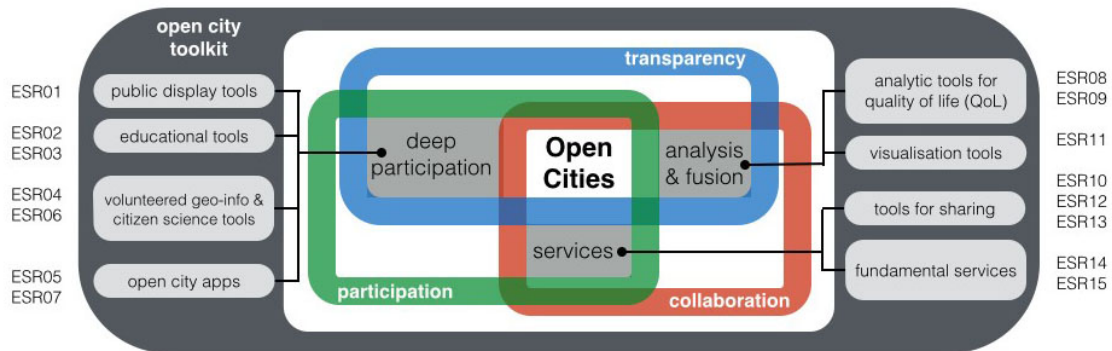 open city
toolkit
ESR01
public display tools
ESR02
ESR03
educational tools
ESR04
ESR06
volunteered geo-info &
citizen science tools
ESR05
ESR07
open city apps
transparency
deep
participation
Open
Cities
analysis
& fusion
services
participation
collaboration
analytic tools for
quality of life (QoL)
ESR08
ESR09
visualisation tools
ESR11
tools for sharing
ESR10
ESR12
ESR13
fundamental services
ESR14
ESR15